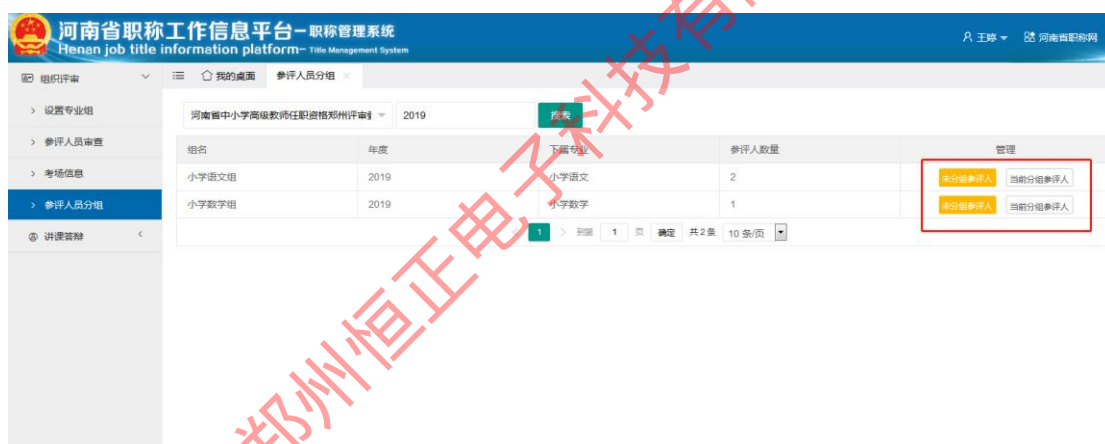 河南省职称工作信息平台-职称管理系统
Henan job title information platform- Title Management System
王婷 河南省职称网
组织评审
我的桌面 参评人员分组 ×
设置专业组
参评人员审查
考场信息
参评人员分组
讲课答辩
河南省中小学高级教师任职资格郑州评审 2019 搜索
组名 年度 下属专业 参评人数量 管理
小学语文组 2019 小学语文 2 未分组参评人 当前分组参评人
小学数学组 2019 小学数学 1 未分组参评人 当前分组参评人
1 到第 1 页 确定 共 2 条 10 条/页
郑州恒正电子科技有